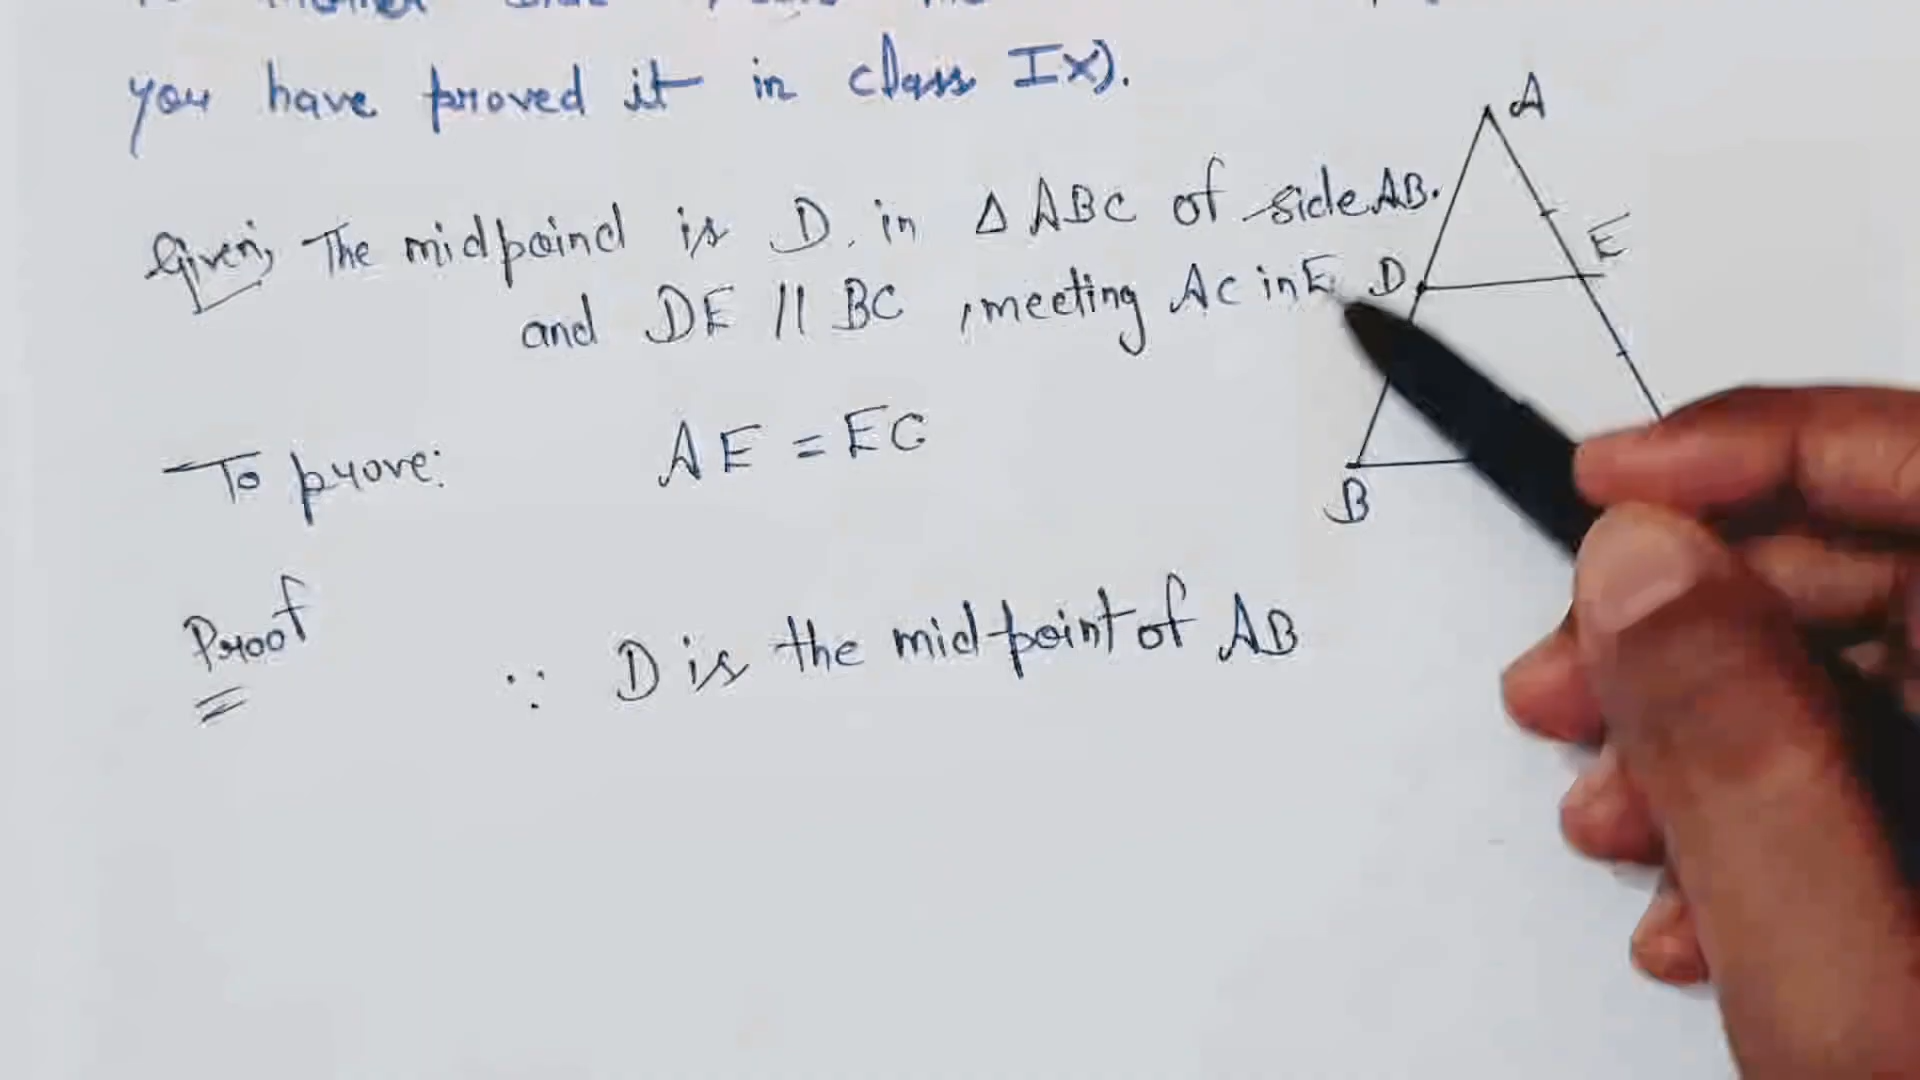 you have proved it in class IX).
Given, The midpoind is D. in △ ABC of side AB.
and DE || BC , meeting AC in E
To prove: AE = EC
Proof ∵ D is the midpoint of AB
A
E
D
B